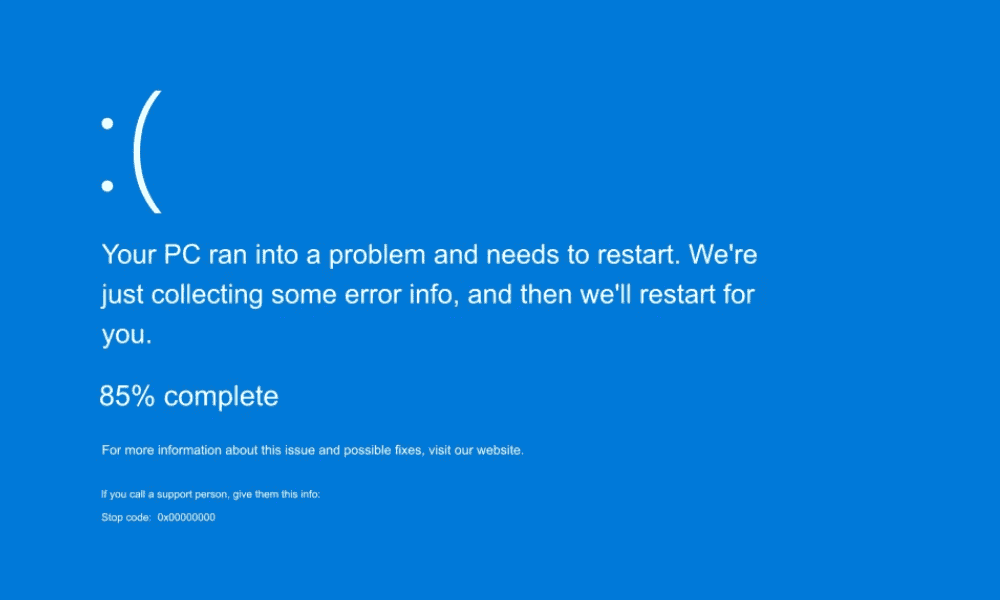 :(
Your PC ran into a problem and needs to restart. We're
just collecting some error info, and then we'll restart for
you.
85% complete
For more information about this issue and possible fixes, visit our website.
If you call a support person, give them this info:
Stop code: 0x00000000